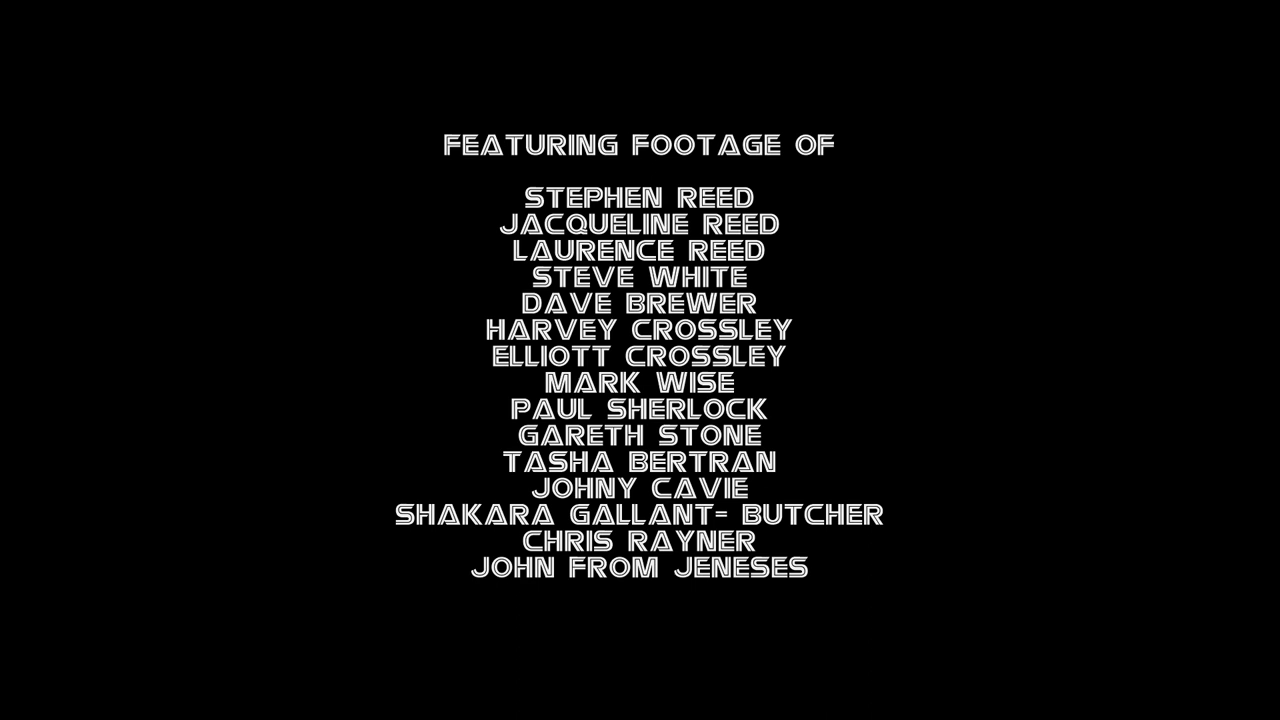 FEATURING FOOTAGE OF
STEPHEN REED
JACQUELINE REED
LAURENCE REED
STEVE WHITE
DAVE BREWER
HARVEY CROSSLEY
ELLIOTT CROSSLEY
MARK WISE
PAUL SHERLOCK
GARETH STONE
TASHA BERTRAN
JOHNY CAVIE
SHAKARA GALLANT- BUTCHER
CHRIS RAYNER
JOHN FROM JENESES